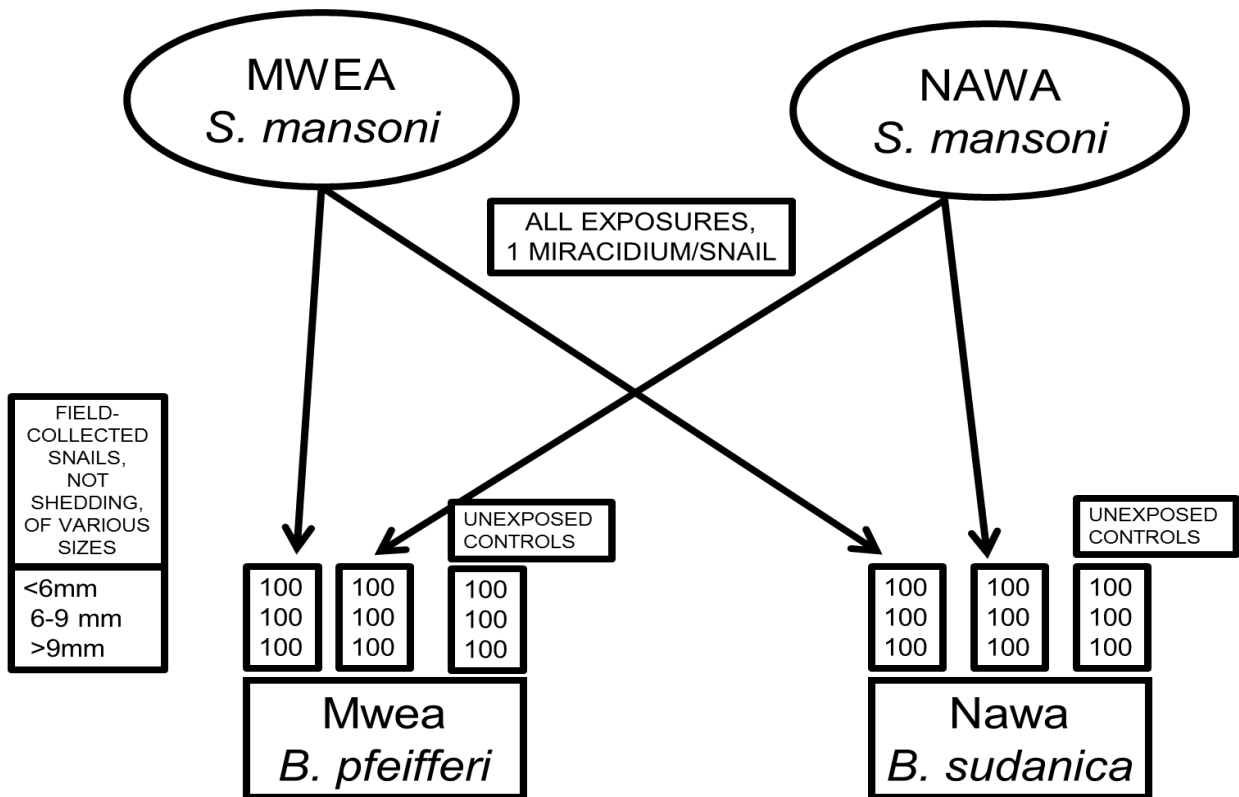 MWEA
S. mansoni
NAWA
S. mansoni
ALL EXPOSURES,
1 MIRACIDIUM/SNAIL
FIELD-
COLLECTED
SNAILS,
NOT
SHEDDING,
OF VARIOUS
SIZES
<6mm
6-9 mm
>9mm
100
100
100
100
100
100
UNEXPOSED
CONTROLS
100
100
100
Mwea
B. pfeifferi
100
100
100
100
100
100
UNEXPOSED
CONTROLS
100
100
100
Nawa
B. sudanica